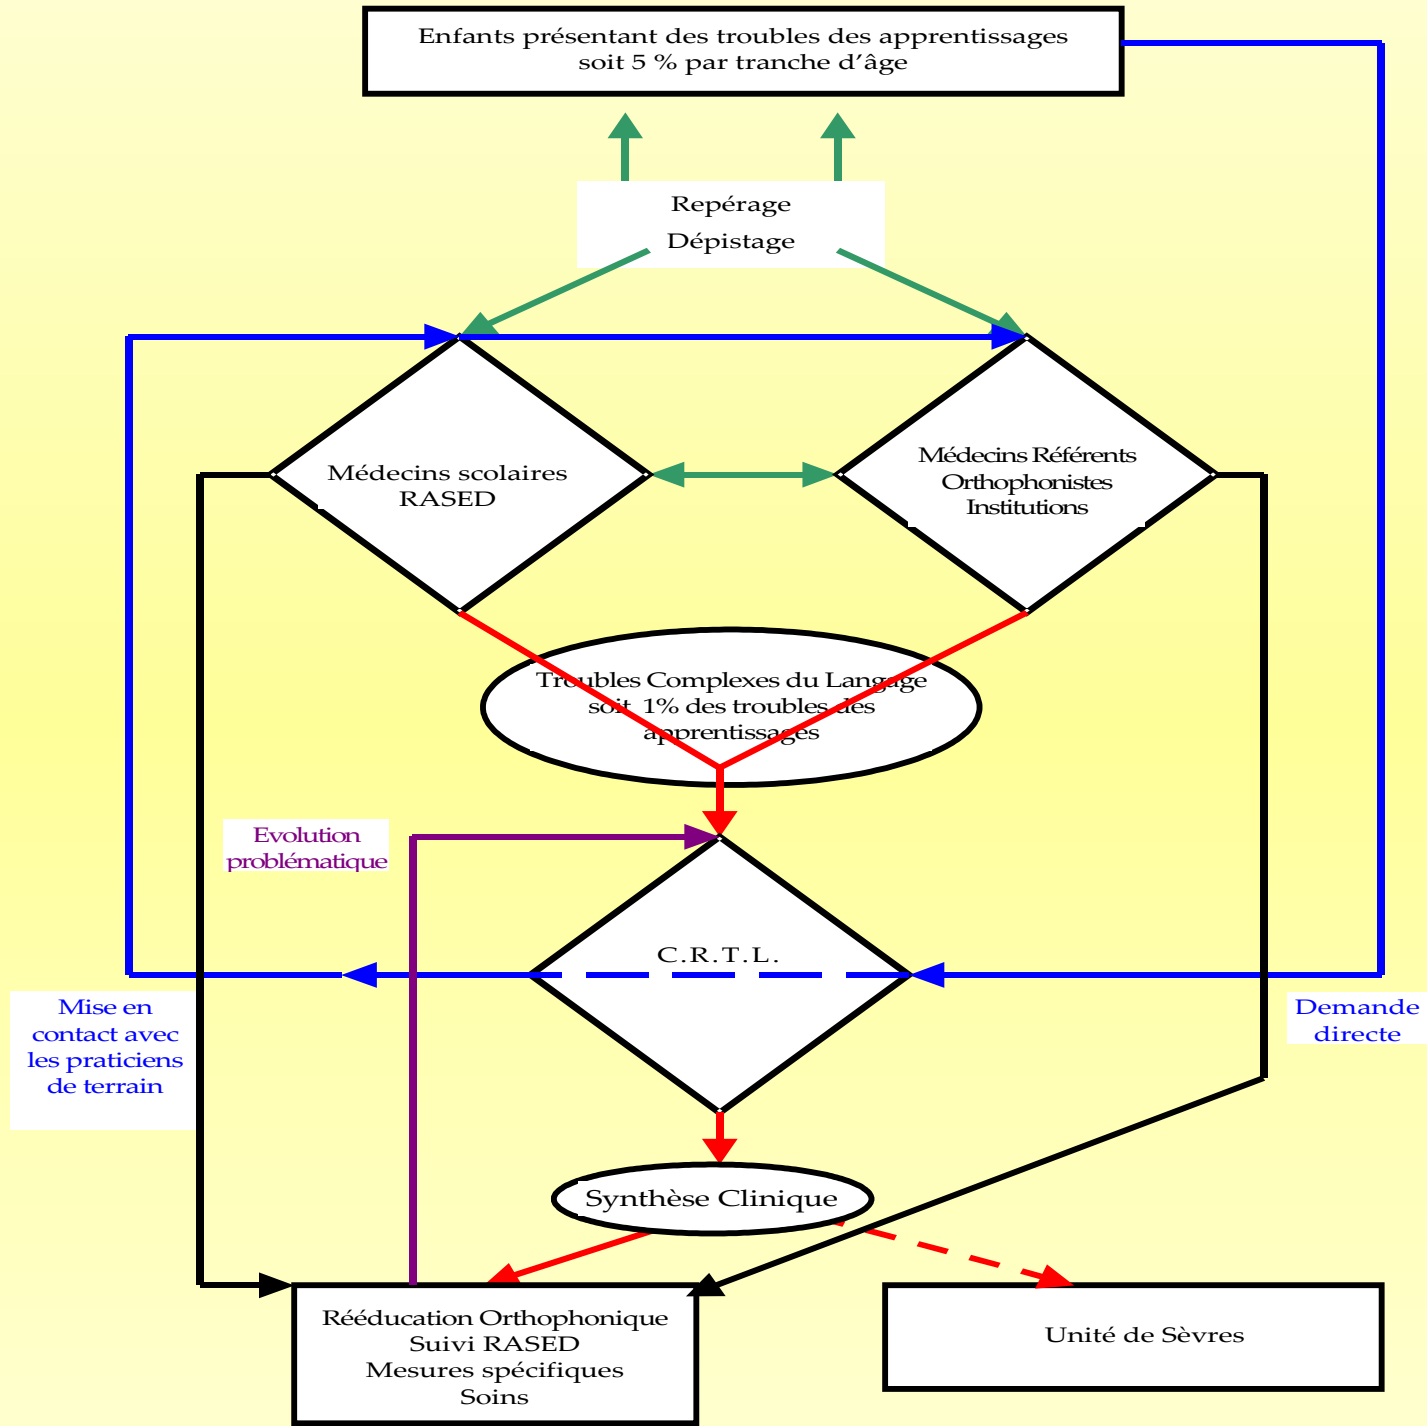 Enfants présentant des troubles des apprentissages
soit 5 % par tranche d’âge
Repérage
Dépistage
Médecins scolaires
RASED
Médecins Référents
Orthophonistes
Institutions
Troubles Complexes du Langage
soit 1% des troubles des
apprentissages
Evolution
problématique
C.R.T.L.
Mise en
contact avec
les praticiens
de terrain
Demande
directe
Synthèse Clinique
Rééducation Orthophonique
Suivi RASED
Mesures spécifiques
Soins
Unité de Sèvres